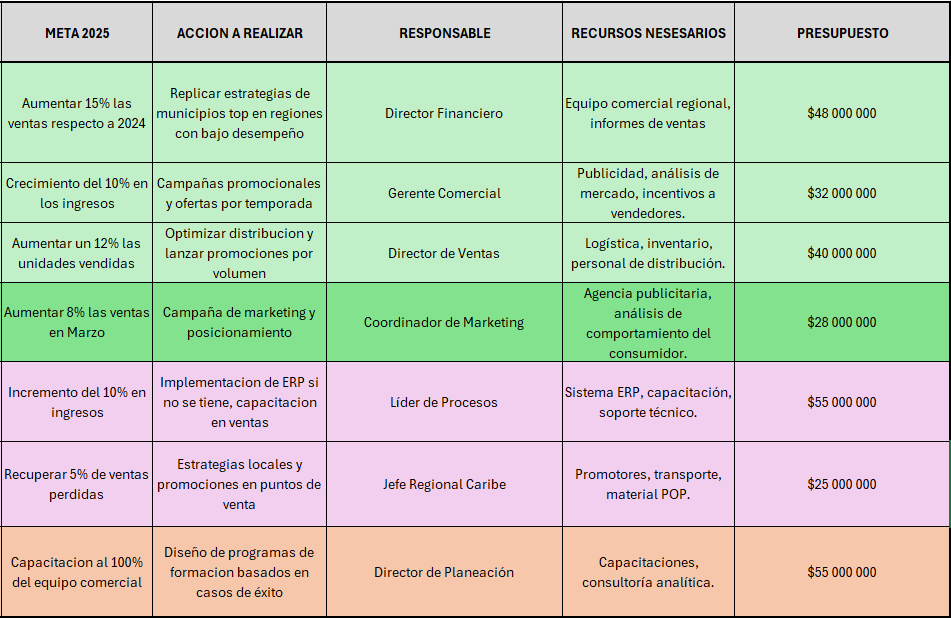 META 2025
ACCION A REALIZAR
RESPONSABLE
RECURSOS NESESARIOS
PRESUPUESTO
Aumentar 15% las
ventas respecto a 2024
Replicar estrategias de
municipios top en regiones
con bajo desempeño
Director Financiero
Equipo comercial regional,
informes de ventas
$48 000 000
Crecimiento del 10% en
los ingresos
Campañas promocionales
y ofertas por temporada
Gerente Comercial
Publicidad, análisis de
mercado, incentivos a
vendedores.
$32 000 000
Aumentar un 12% las
unidades vendidas
Optimizar distribucion y
lanzar promociones por
volumen
Director de Ventas
Logística, inventario,
personal de distribución.
$40 000 000
Aumentar 8% las ventas
en Marzo
Campaña de marketing y
posicionamiento
Coordinador de Marketing
Agencia publicitaria,
análisis de
comportamiento del
consumidor.
$28 000 000
Incremento del 10% en
ingresos
Implementacion de ERP si
no se tiene, capacitacion
en ventas
Líder de Procesos
Sistema ERP, capacitación,
soporte técnico.
$55 000 000
Recuperar 5% de ventas
perdidas
Estrategias locales y
promociones en puntos de
venta
Jefe Regional Caribe
Promotores, transporte,
material POP.
$25 000 000
Capacitacion al 100%
del equipo comercial
Diseño de programas de
formacion basados en
casos de éxito
Director de Planeación
Capacitaciones,
consultoría analítica.
$55 000 000